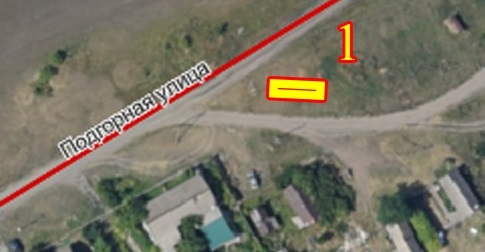 1
Подгорная улица